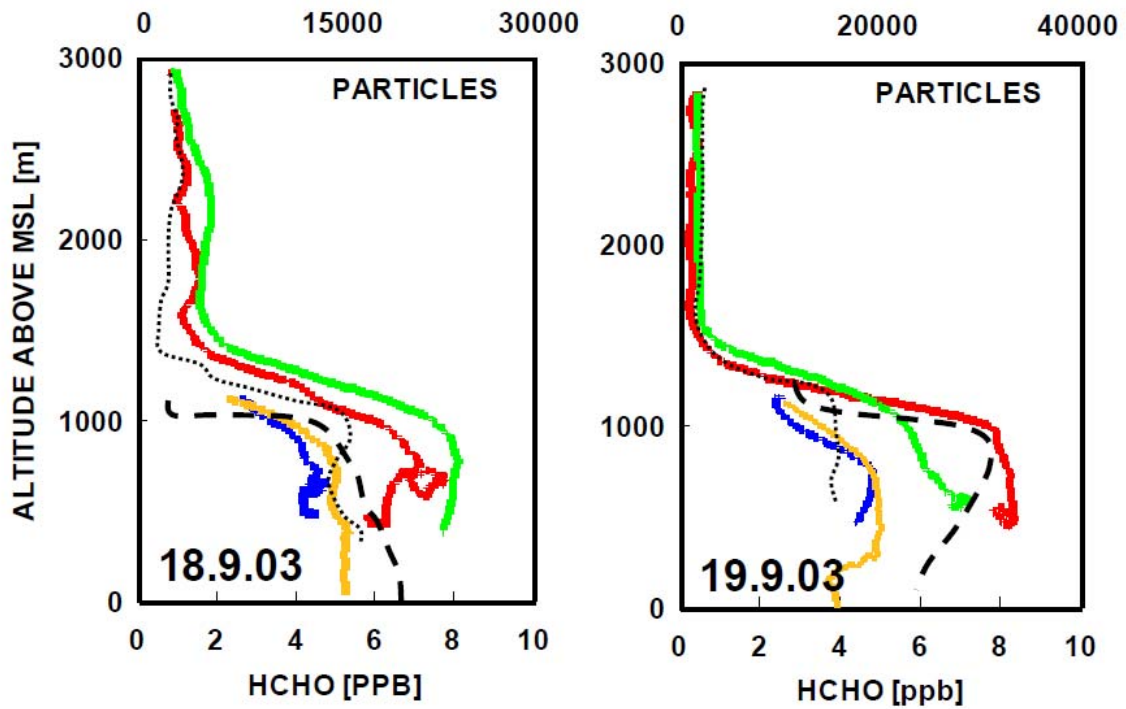 0 15000 30000
0 20000 40000
3000
PARTICLES
2000
1000
0
ALTITUDE ABOVE MSL [m]
18.9.03
0 2 4 6 8 10
HCHO [PPB]
3000
PARTICLES
2000
1000
0
19.9.03
0 2 4 6 8 10
HCHO [ppb]